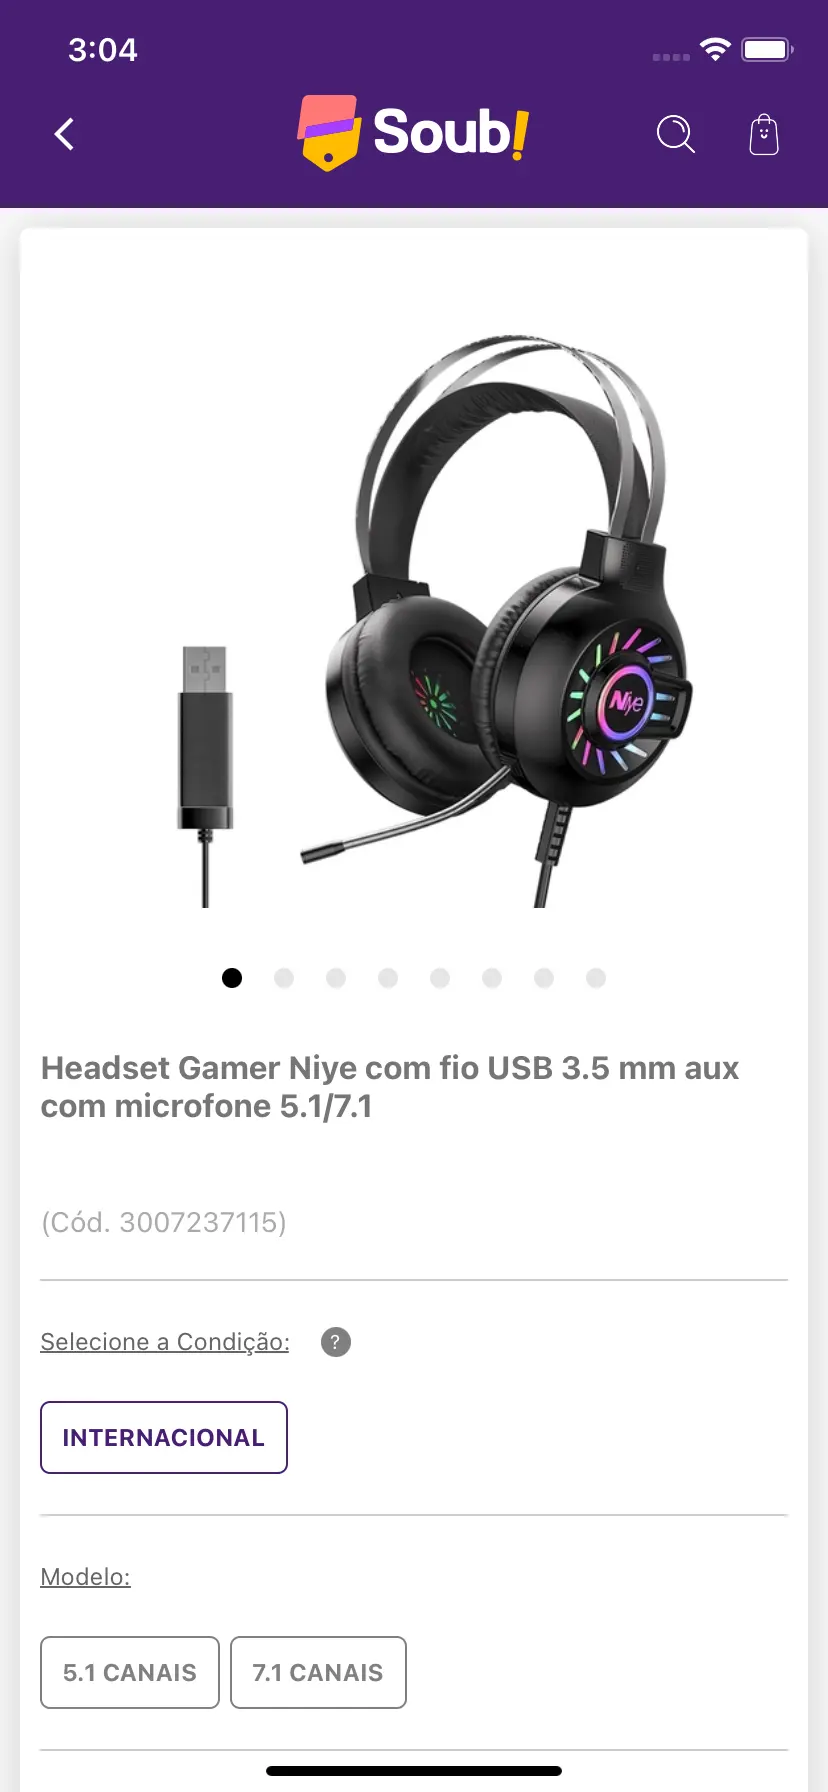 3:04
Soub!
Niye
Headset Gamer Niye com fio USB 3.5 mm aux
com microfone 5.1/7.1
(Cód. 3007237115)
Selecione a Condição: ?
INTERNACIONAL
Modelo:
5.1 CANAIS 7.1 CANAIS